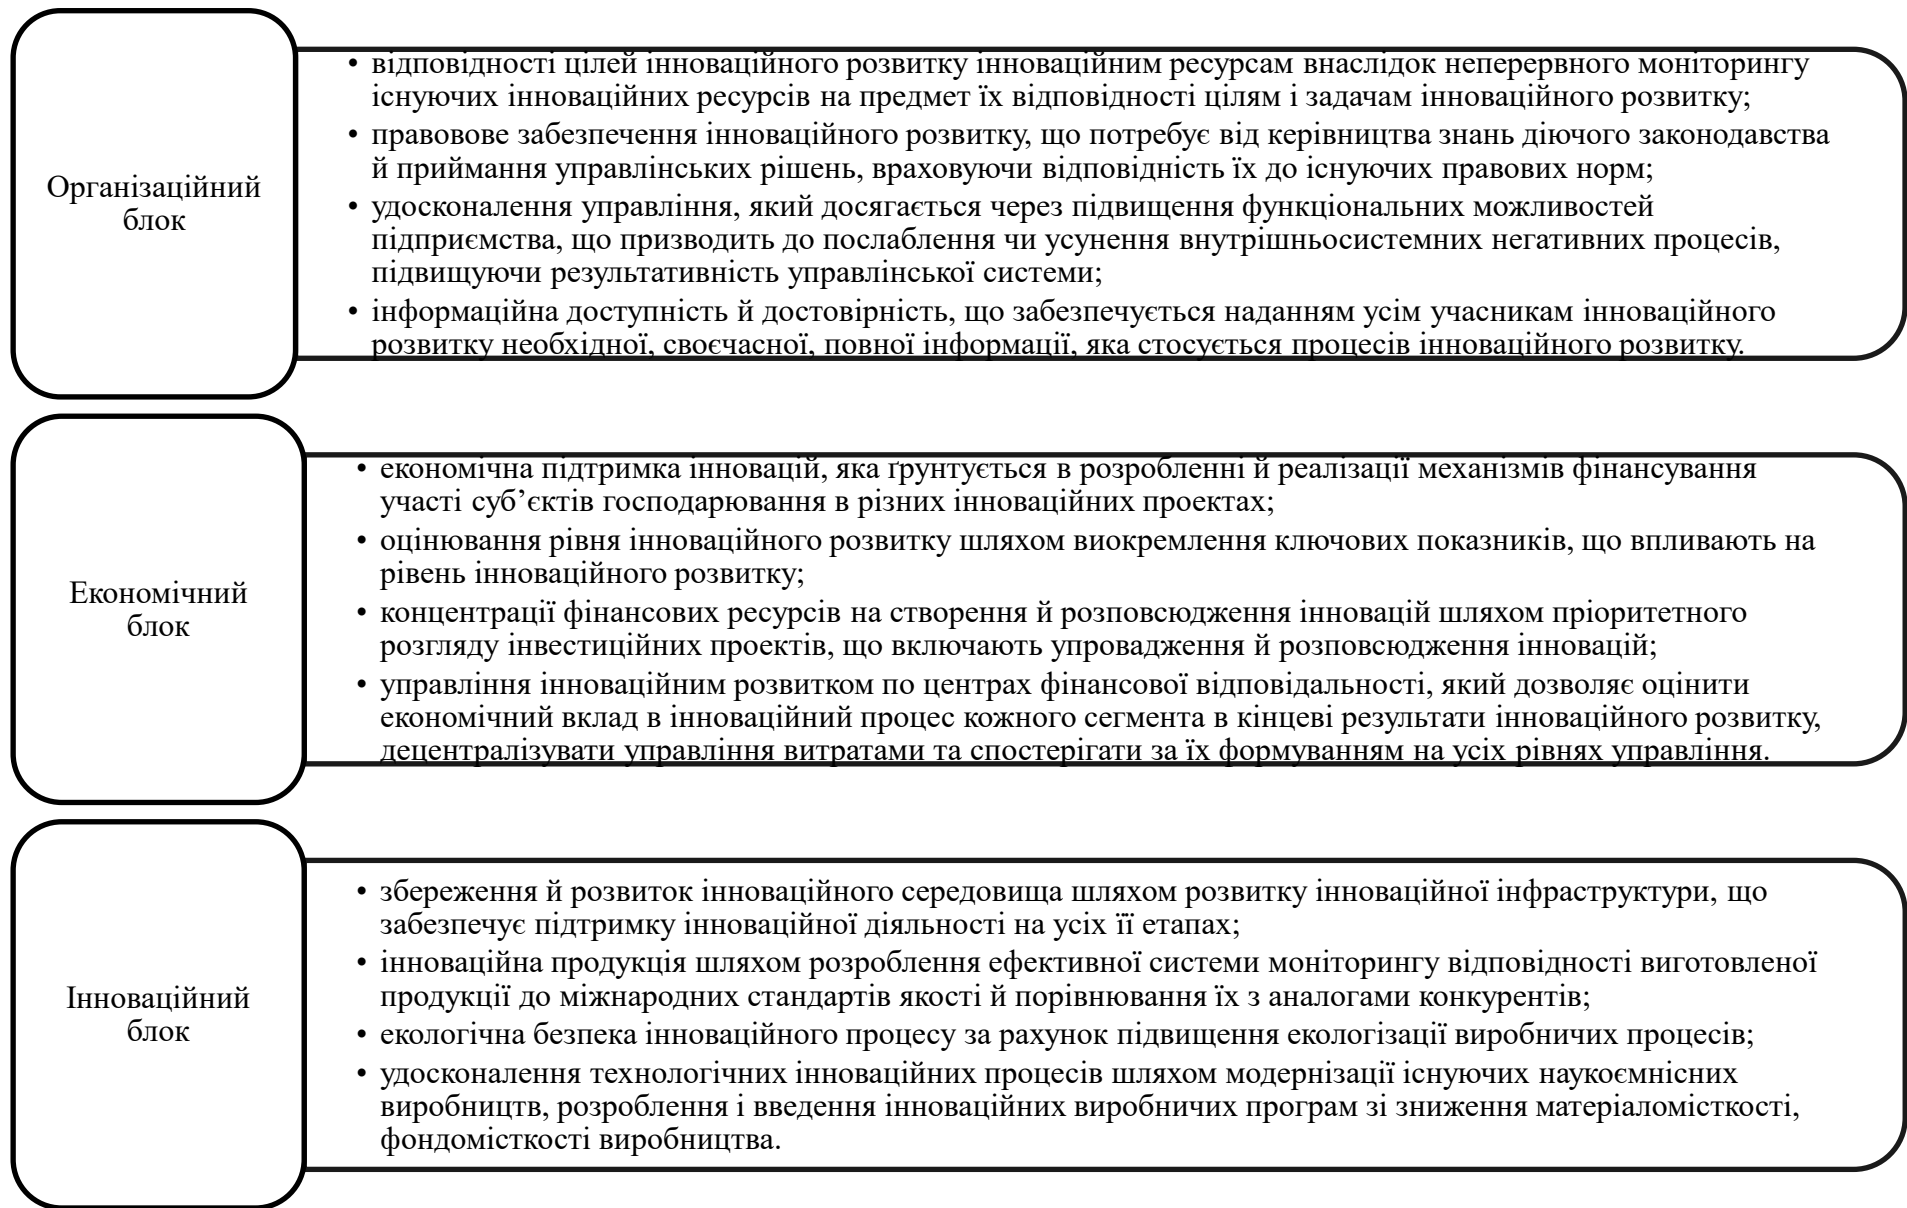 Організаційний
блок
• відповідності цілей інноваційного розвитку інноваційним ресурсам внаслідок неперервного моніторингу
існуючих інноваційних ресурсів на предмет їх відповідності цілям і задачам інноваційного розвитку;
• правовове забезпечення інноваційного розвитку, що потребує від керівництва знань діючого законодавства
й приймання управлінських рішень, враховуючи відповідність їх до існуючих правових норм;
• удосконалення управління, який досягається через підвищення функціональних можливостей
підприємства, що призводить до послаблення чи усунення внутрішньосистемних негативних процесів,
підвищуючи результативність управлінської системи;
• інформаційна доступність й достовірність, що забезпечується наданням усім учасникам інноваційного
розвитку необхідної, своєчасної, повної інформації, яка стосується процесів інноваційного розвитку.
Економічний
блок
• економічна підтримка інновацій, яка ґрунтується в розробленні й реалізації механізмів фінансування
участі суб’єктів господарювання в різних інноваційних проектах;
• оцінювання рівня інноваційного розвитку шляхом виокремлення ключових показників, що впливають на
рівень інноваційного розвитку;
• концентрації фінансових ресурсів на створення й розповсюдження інновацій шляхом пріоритетного
розгляду інвестиційних проектів, що включають упровадження й розповсюдження інновацій;
• управління інноваційним розвитком по центрах фінансової відповідальності, який дозволяє оцінити
економічний вклад в інноваційний процес кожного сегмента в кінцеві результати інноваційного розвитку,
децентралізувати управління витратами та спостерігати за їх формуванням на усіх рівнях управління.
Інноваційний
блок
• збереження й розвиток інноваційного середовища шляхом розвитку інноваційної інфраструктури, що
забезпечує підтримку інноваційної діяльності на усіх її етапах;
• інноваційна продукція шляхом розроблення ефективної системи моніторингу відповідності виготовленої
продукції до міжнародних стандартів якості й порівнювання їх з аналогами конкурентів;
• екологічна безпека інноваційного процесу за рахунок підвищення екологізації виробничих процесів;
• удосконалення технологічних інноваційних процесів шляхом модернізації існуючих наукоємнісних
виробництв, розроблення і введення інноваційних виробничих програм зі зниження матеріаломісткості,
фондомісткості виробництва.